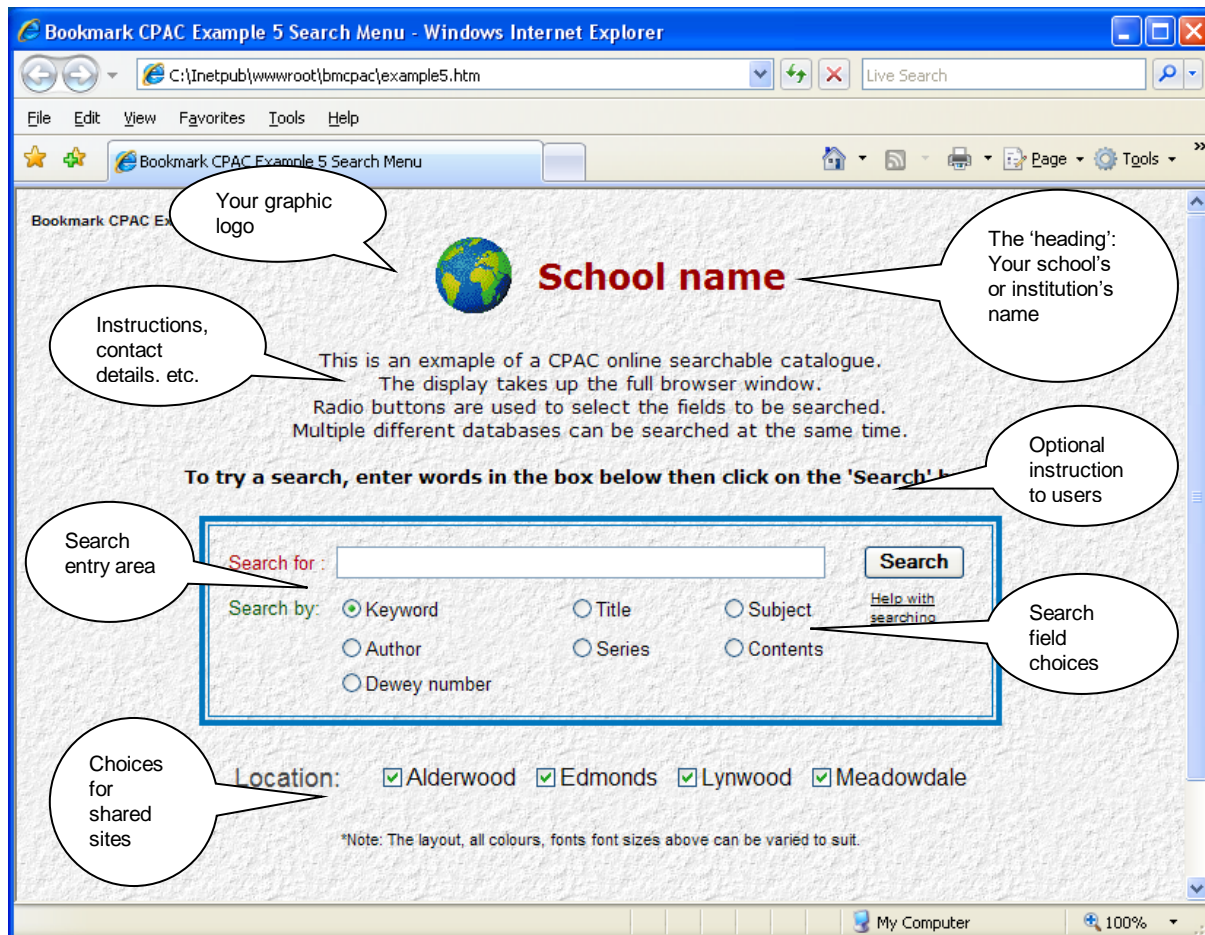 Bookmark CPAC Example 5 Search Menu - Windows Internet Explorer
C:\Inetpub\wwwroot\bmcpac\example5.htm
Live Search
File Edit View Favorites Tools Help
Bookmark CPAC Example 5 Search Menu
Page Tools »
Bookmark CPAC
Your graphic
logo
School name
The ‘heading’:
Your school’s
or institution’s
name
Instructions,
contact
details. etc.
This is an exmaple of a CPAC online searchable catalogue.
The display takes up the full browser window.
Radio buttons are used to select the fields to be searched.
Multiple different databases can be searched at the same time.
To try a search, enter words in the box below then click on the 'Search'
Optional
instruction
to users
Search
entry area
Search for :
Search
Search by: Keyword Title Subject
Help with
searching
Author Series Contents
Dewey number
Search
field
choices
Choices
for
shared
sites
Location: Alderwood Edmonds Lynwood Meadowdale
*Note: The layout, all colours, fonts font sizes above can be varied to suit.
My Computer 100%